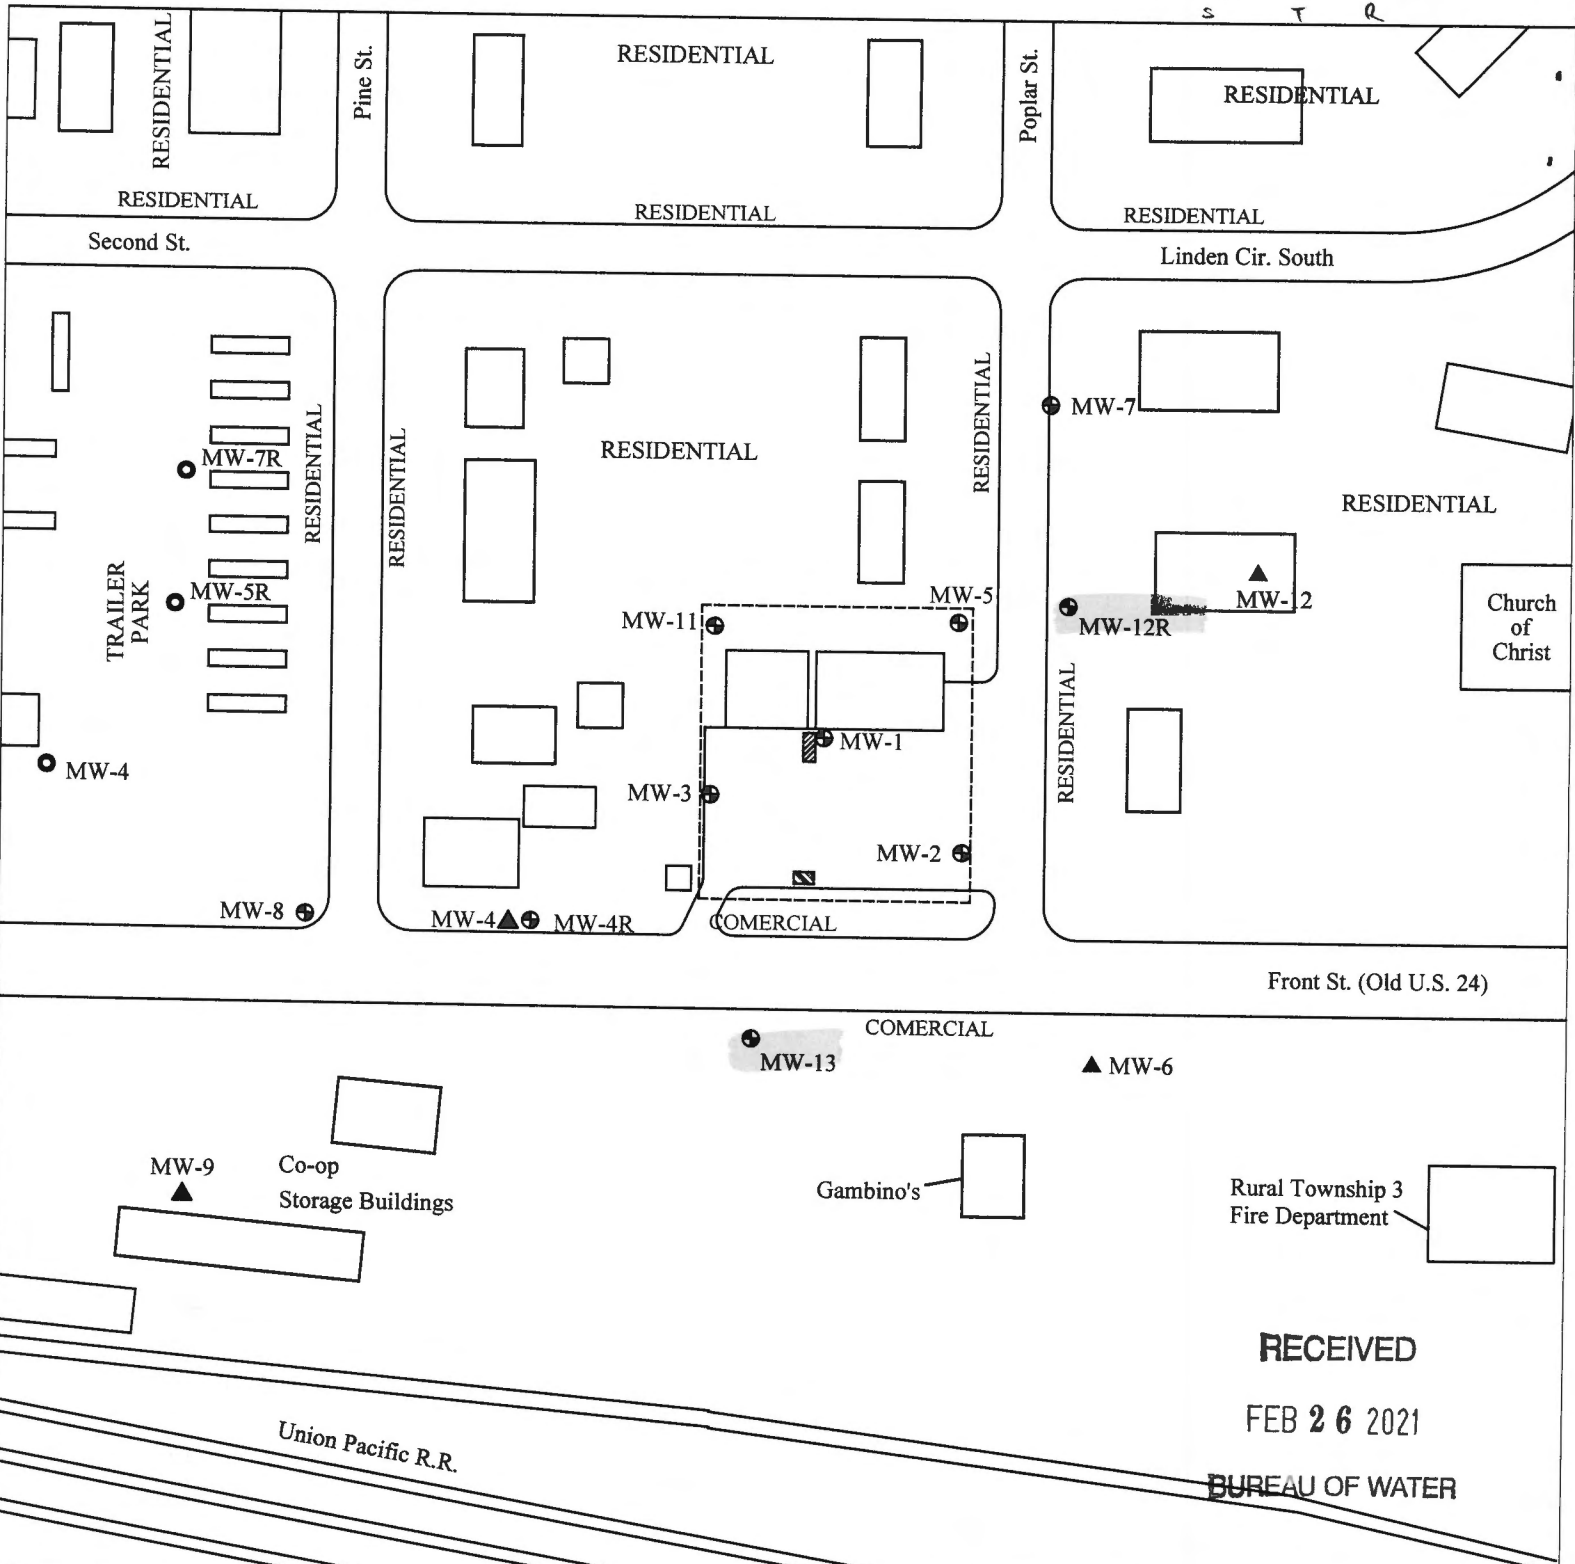 S T R
RESIDENTIAL
Pine St.
RESIDENTIAL
Poplar St.
RESIDENTIAL
RESIDENTIAL
RESIDENTIAL
RESIDENTIAL
Second St.
Linden Cir. South
RESIDENTIAL
RESIDENTIAL
RESIDENTIAL
RESIDENTIAL
MW-7
MW-7R
RESIDENTIAL
TRAILER
PARK
MW-5R
MW-11
MW-5
MW-12
MW-12R
Church
of
Christ
RESIDENTIAL
MW-1
MW-4
MW-3
MW-2
MW-8
MW-4
MW-4R
COMERCIAL
Front St. (Old U.S. 24)
COMERCIAL
MW-13
MW-6
MW-9
Co-op
Storage Buildings
Gambino's
Rural Township 3
Fire Department
RECEIVED
FEB 26 2021
BUREAU OF WATER
Union Pacific R.R.